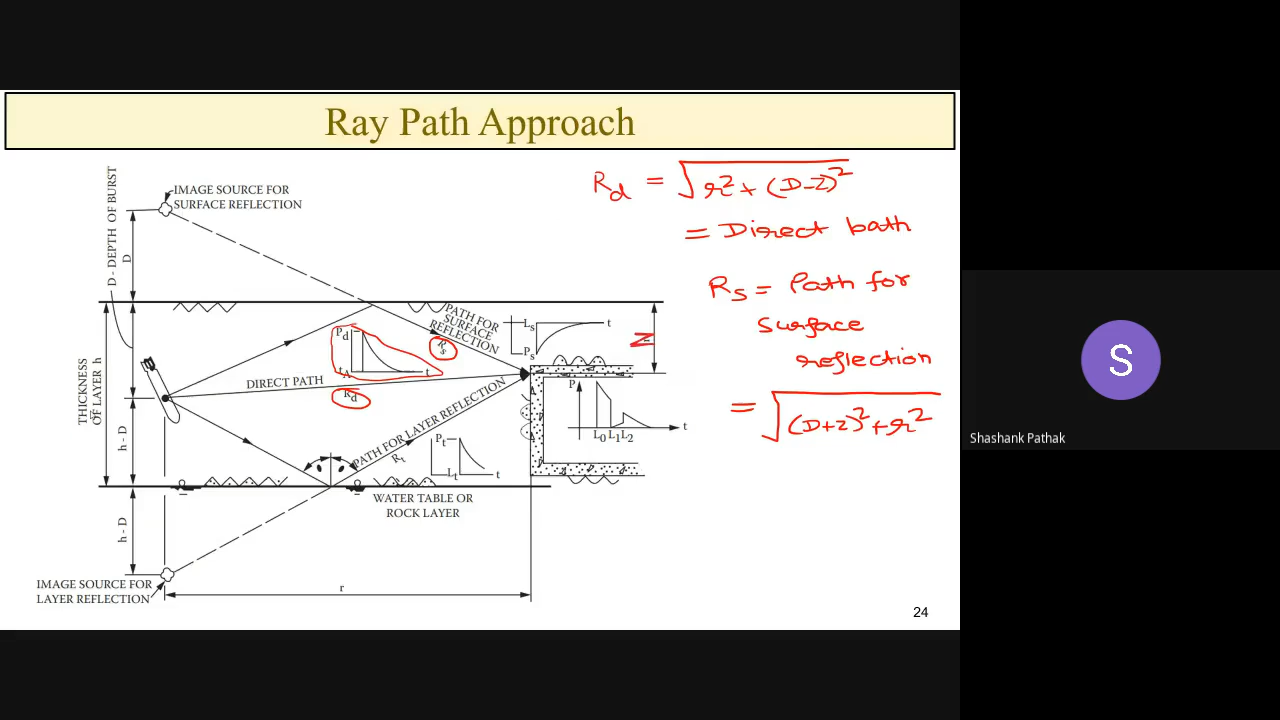 Ray Path Approach
IMAGE SOURCE FOR
SURFACE REFLECTION
D - DEPTH OF BURST
D
THICKNESS
OF LAYER h
h - D
h - D
PATH FOR
SURFACE
REFLECTION
Rs
Pd
tA
t
DIRECT PATH
Rd
PATH FOR LAYER REFLECTION
Rt
Pt
Lt
t
Ls
Ps
t
Z
P
L0 L1 L2
t
WATER TABLE OR
ROCK LAYER
IMAGE SOURCE FOR
LAYER REFLECTION
r
Rd = √r² + (D-Z)²
= Direct path
Rs = Path for
surface
reflection
= √(D+Z)² + r²
24
S
Shashank Pathak